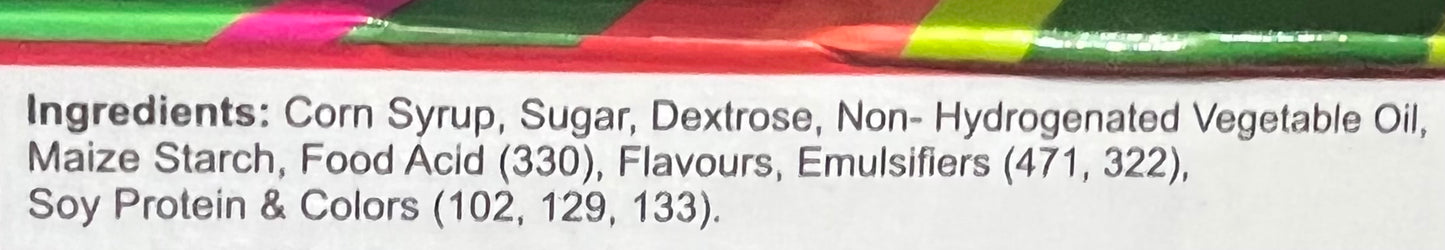 Ingredients: Corn Syrup, Sugar, Dextrose, Non- Hydrogenated Vegetable Oil,
Maize Starch, Food Acid (330), Flavours, Emulsifiers (471, 322),
Soy Protein & Colors (102, 129, 133).